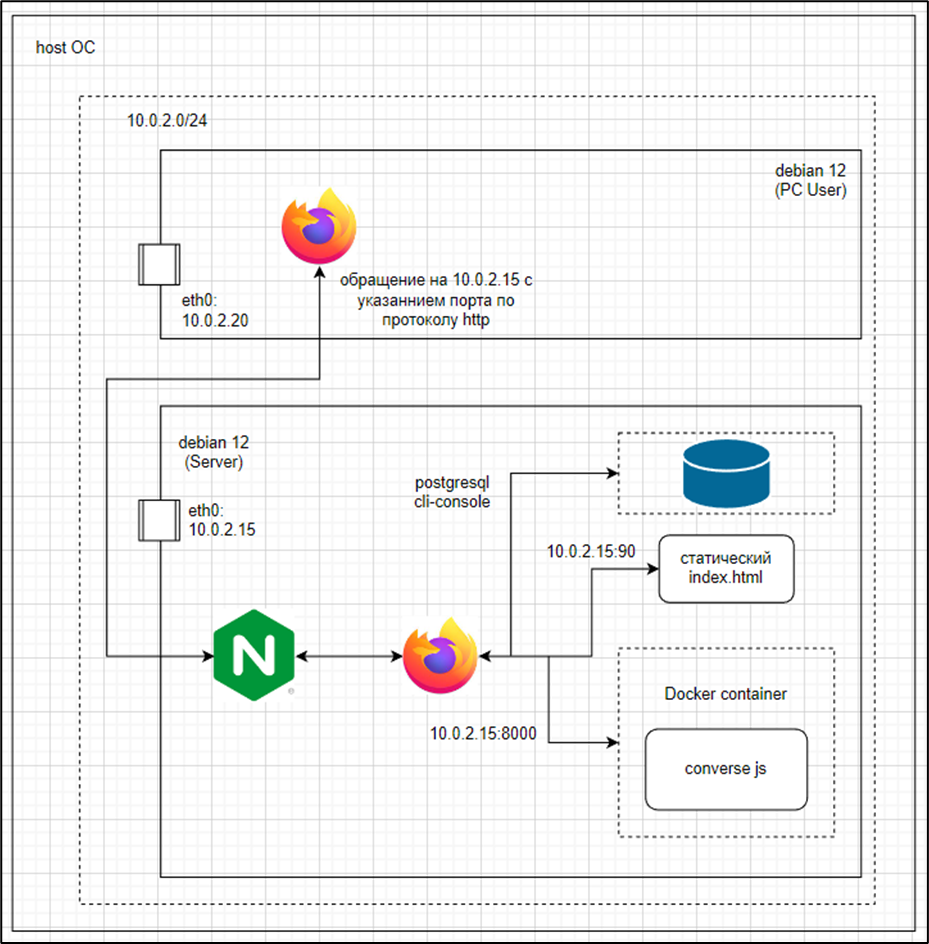 host ОС
10.0.2.0/24
debian 12
(PC User)
обращение на 10.0.2.15 с
указаннием порта по
протоколу http
eth0:
10.0.2.20
debian 12
(Server)
postgresql
cli-console
eth0:
10.0.2.15
10.0.2.15:90
статический
index.html
N
Docker container
10.0.2.15:8000
converse js